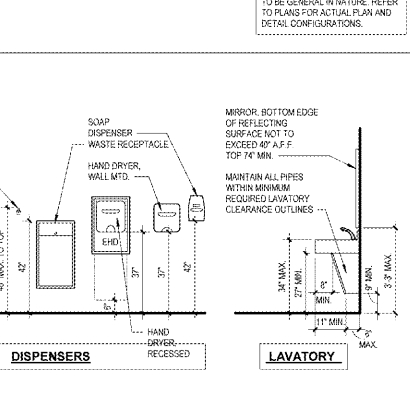 TO BE GENERAL IN NATURE. REFER
TO PLANS FOR ACTUAL PLAN AND
DETAIL CONFIGURATIONS.
SOAP
DISPENSER
WASTE RECEPTACLE
HAND DRYER,
WALL MTD.
EHD
42"
37"
37"
42"
6"
HAND
DRYER,
RECESSED
DISPENSERS
MIRROR, BOTTOM EDGE
OF REFLECTING
SURFACE NOT TO
EXCEED 40" A.F.F.
TOP 74" MIN.
MAINTAIN ALL PIPES
WITHIN MINIMUM
REQUIRED LAVATORY
CLEARANCE OUTLINES
34" MAX.
27" MIN.
8"
MIN.
9" MIN.
3'-3" MAX.
11" MIN.
6"
MAX.
LAVATORY